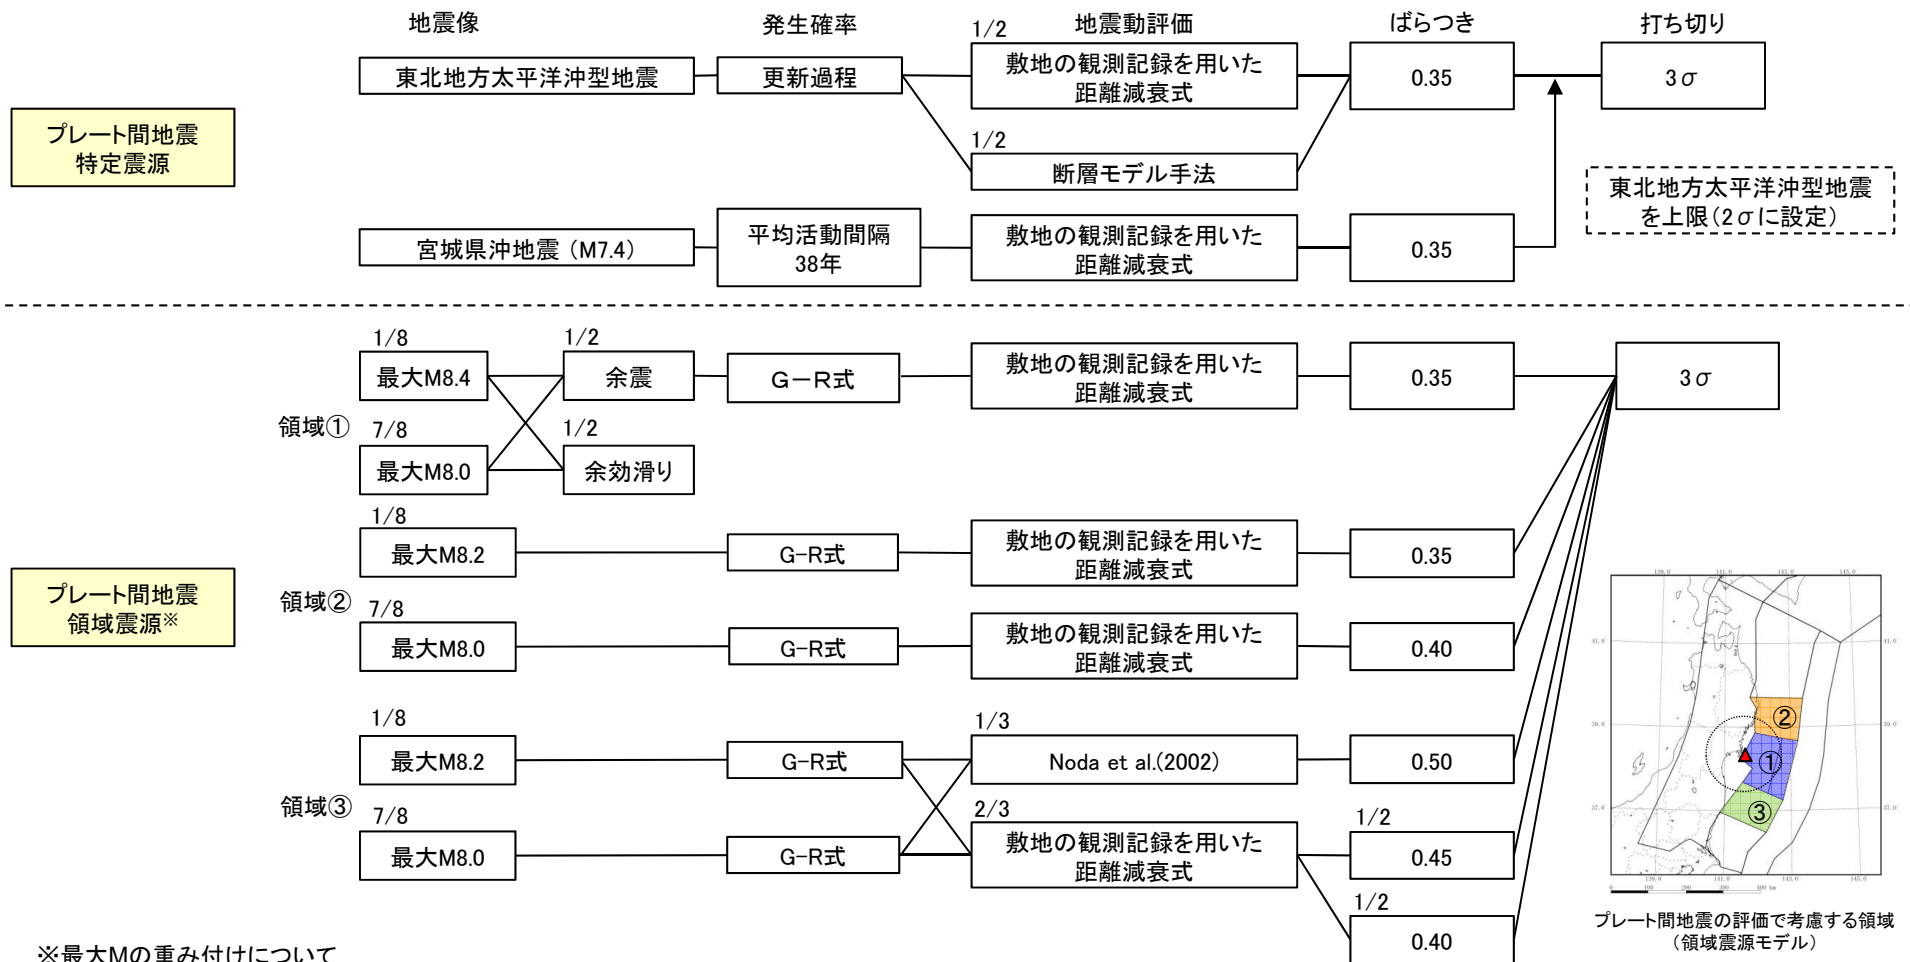 地震像
発生確率
地震動評価
ばらつき
打ち切り
プレート間地震
特定震源
東北地方太平洋沖型地震
更新過程
1/2
敷地の観測記録を用いた
距離減衰式
0.35
3σ
1/2
断層モデル手法
東北地方太平洋沖型地震
を上限(2σに設定)
宮城県沖地震 (M7.4)
平均活動間隔
38年
敷地の観測記録を用いた
距離減衰式
0.35
プレート間地震
領域震源※
領域①
1/8
最大M8.4
1/2
余震
G-R式
敷地の観測記録を用いた
距離減衰式
0.35
3σ
7/8
最大M8.0
1/2
余効滑り
領域②
1/8
最大M8.2
G-R式
敷地の観測記録を用いた
距離減衰式
0.35
7/8
最大M8.0
G-R式
敷地の観測記録を用いた
距離減衰式
0.40
領域③
1/8
最大M8.2
G-R式
1/3
Noda et al.(2002)
0.50
7/8
最大M8.0
G-R式
2/3
敷地の観測記録を用いた
距離減衰式
1/2
0.45
1/2
0.40
②
①
③
プレート間地震の評価で考慮する領域
(領域震源モデル)
※最大Mの重み付けについて